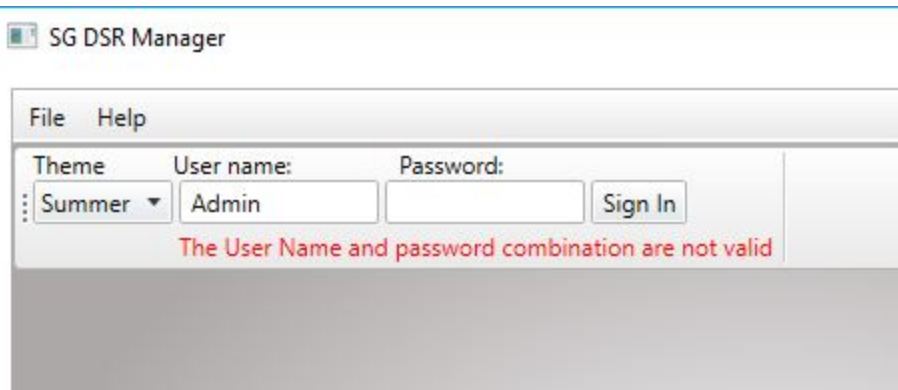 SG DSR Manager
File Help
Theme User name: Password:
Summer Admin Sign In
The User Name and password combination are not valid